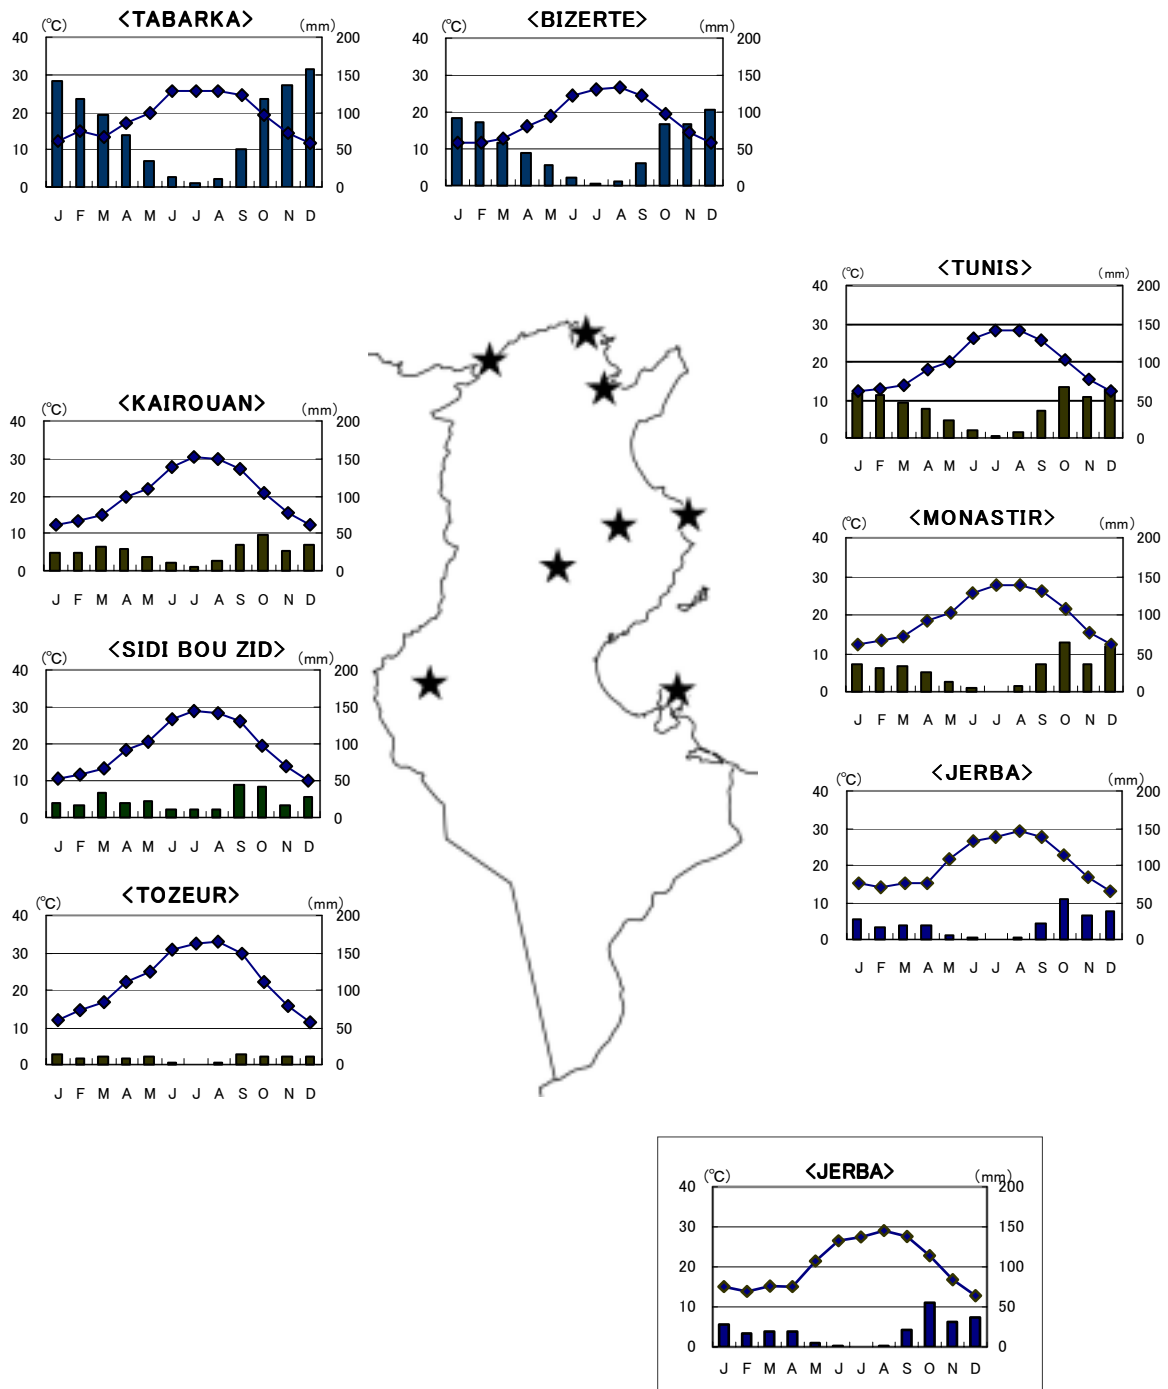 <TABARKA>
(℃) (mm)
40 200
30 150
20 100
10 50
0 0
J F M A M J J A S O N D
<BIZERTE>
(℃) (mm)
40 200
30 150
20 100
10 50
0 0
J F M A M J J A S O N D
<TUNIS>
(℃) (mm)
40 200
30 150
20 100
10 50
0 0
J F M A M J J A S O N D
<KAIROUAN>
(℃) (mm)
40 200
30 150
20 100
10 50
0 0
J F M A M J J A S O N D
<MONASTIR>
(℃) (mm)
40 200
30 150
20 100
10 50
0 0
J F M A M J J A S O N D
<SIDI BOU ZID>
(℃) (mm)
40 200
30 150
20 100
10 50
0 0
J F M A M J J A S O N D
<JERBA>
(℃) (mm)
40 200
30 150
20 100
10 50
0 0
J F M A M J J A S O N D
<TOZEUR>
(℃) (mm)
40 200
30 150
20 100
10 50
0 0
J F M A M J J A S O N D
<JERBA>
(℃) (mm)
40 200
30 150
20 100
10 50
0 0
J F M A M J J A S O N D